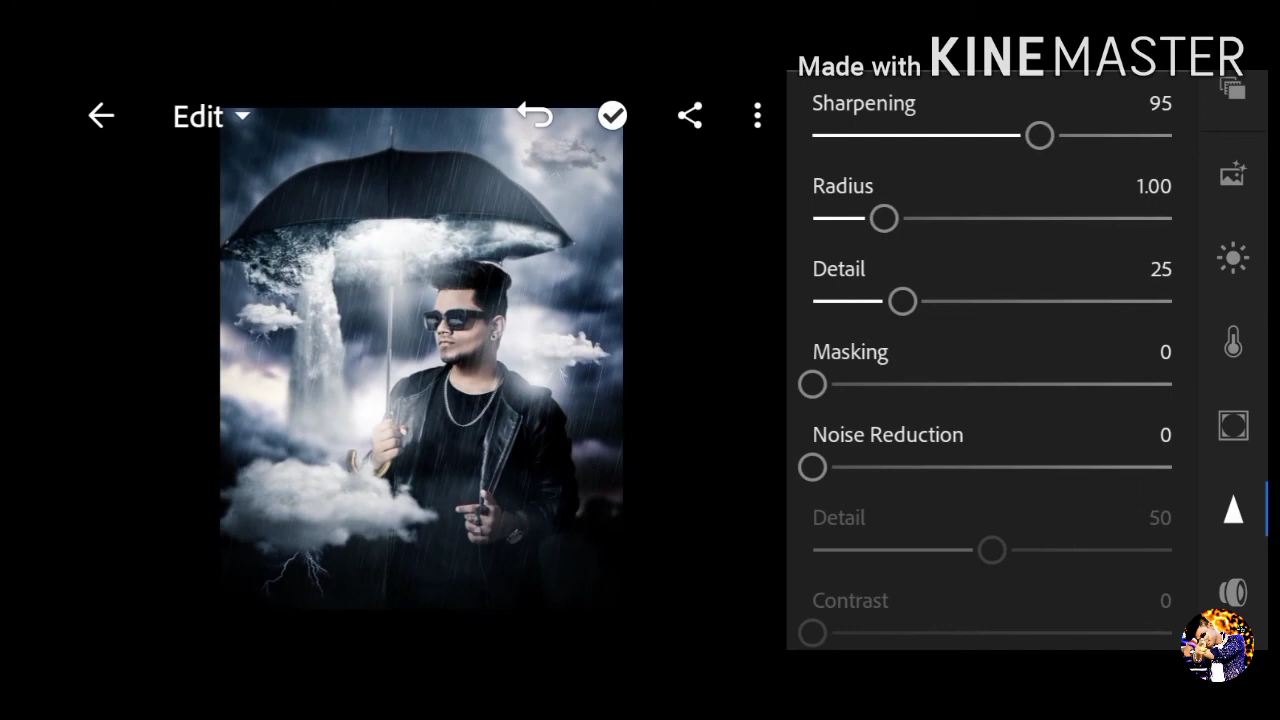 Made with KINEMASTER
Edit
Sharpening 95
Radius 1.00
Detail 25
Masking 0
Noise Reduction 0
Detail 50
Contrast 0